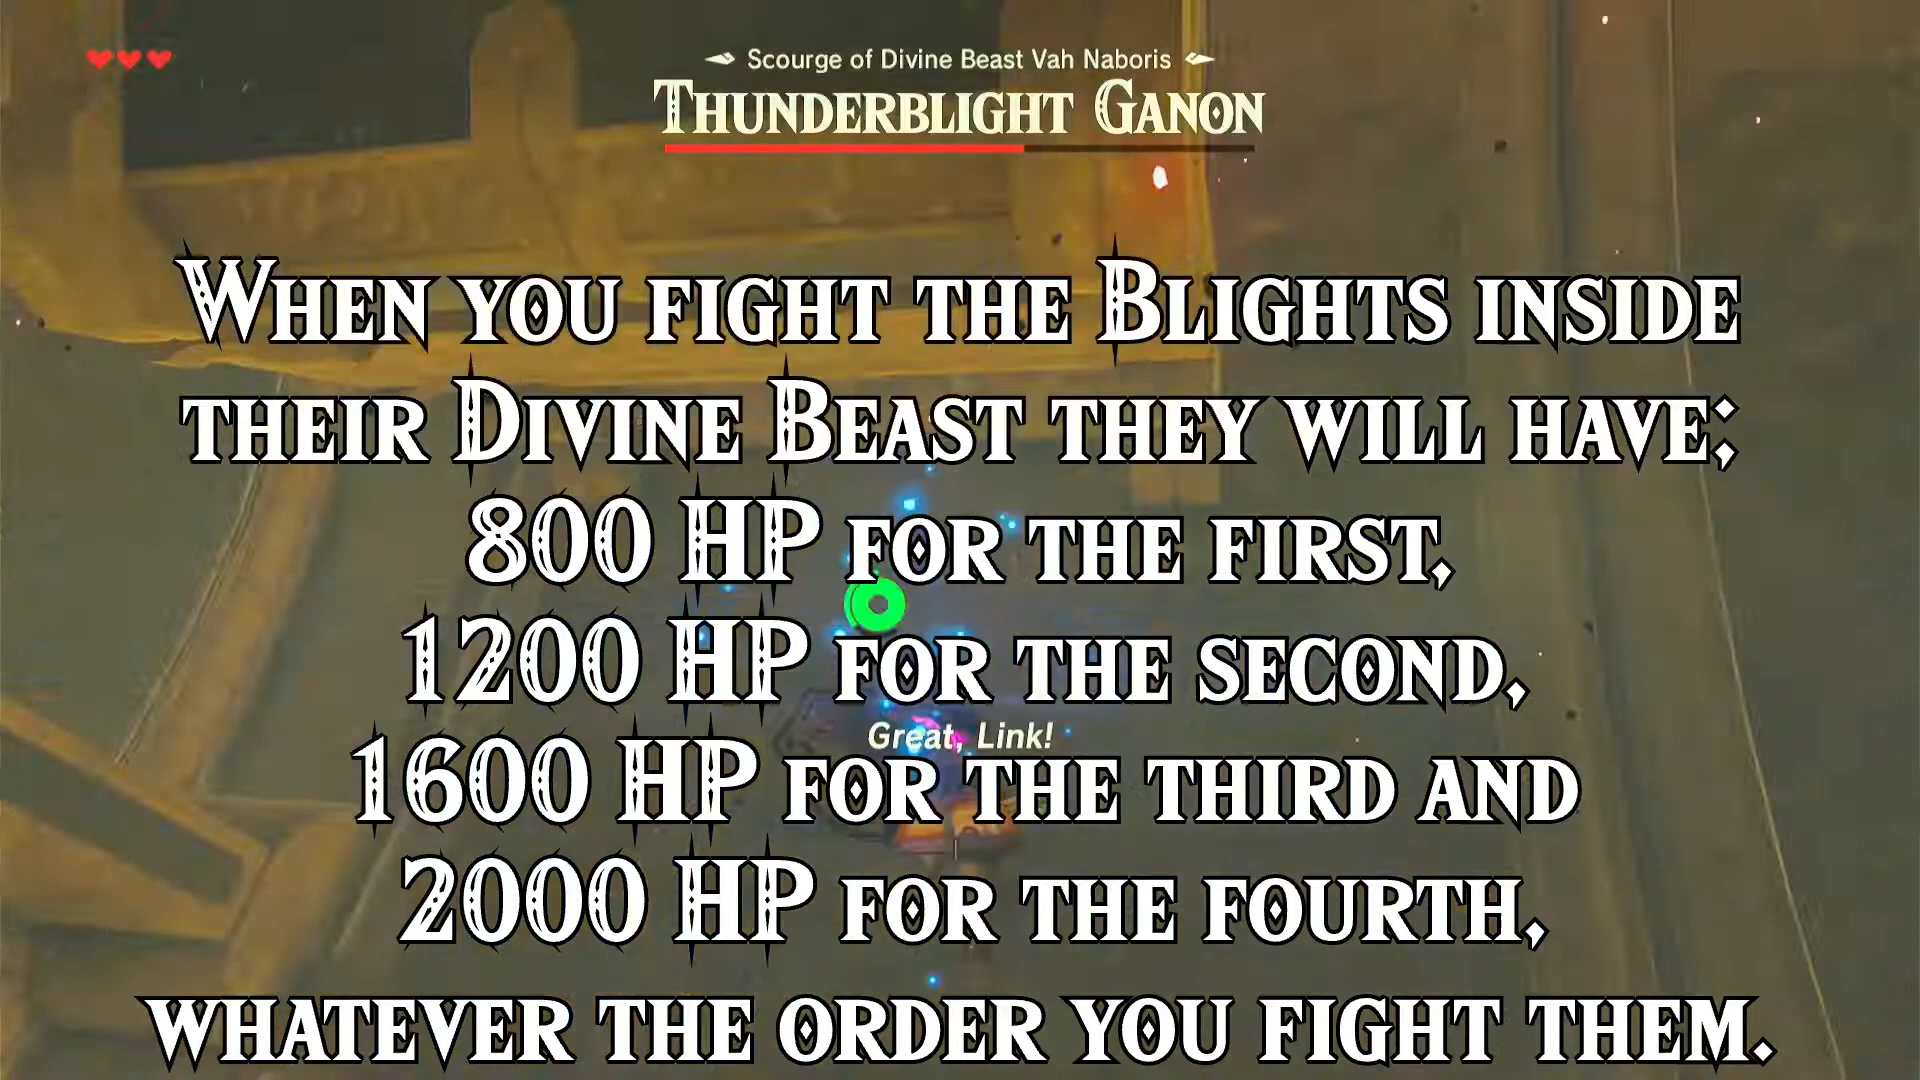 Scourge of Divine Beast Vah Naboris
Thunderblight Ganon
When you fight the Blights inside
their Divine Beast they will have:
800 HP for the first,
1200 HP for the second,
Great, Link!
1600 HP for the third and
2000 HP for the fourth,
whatever the order you fight them.